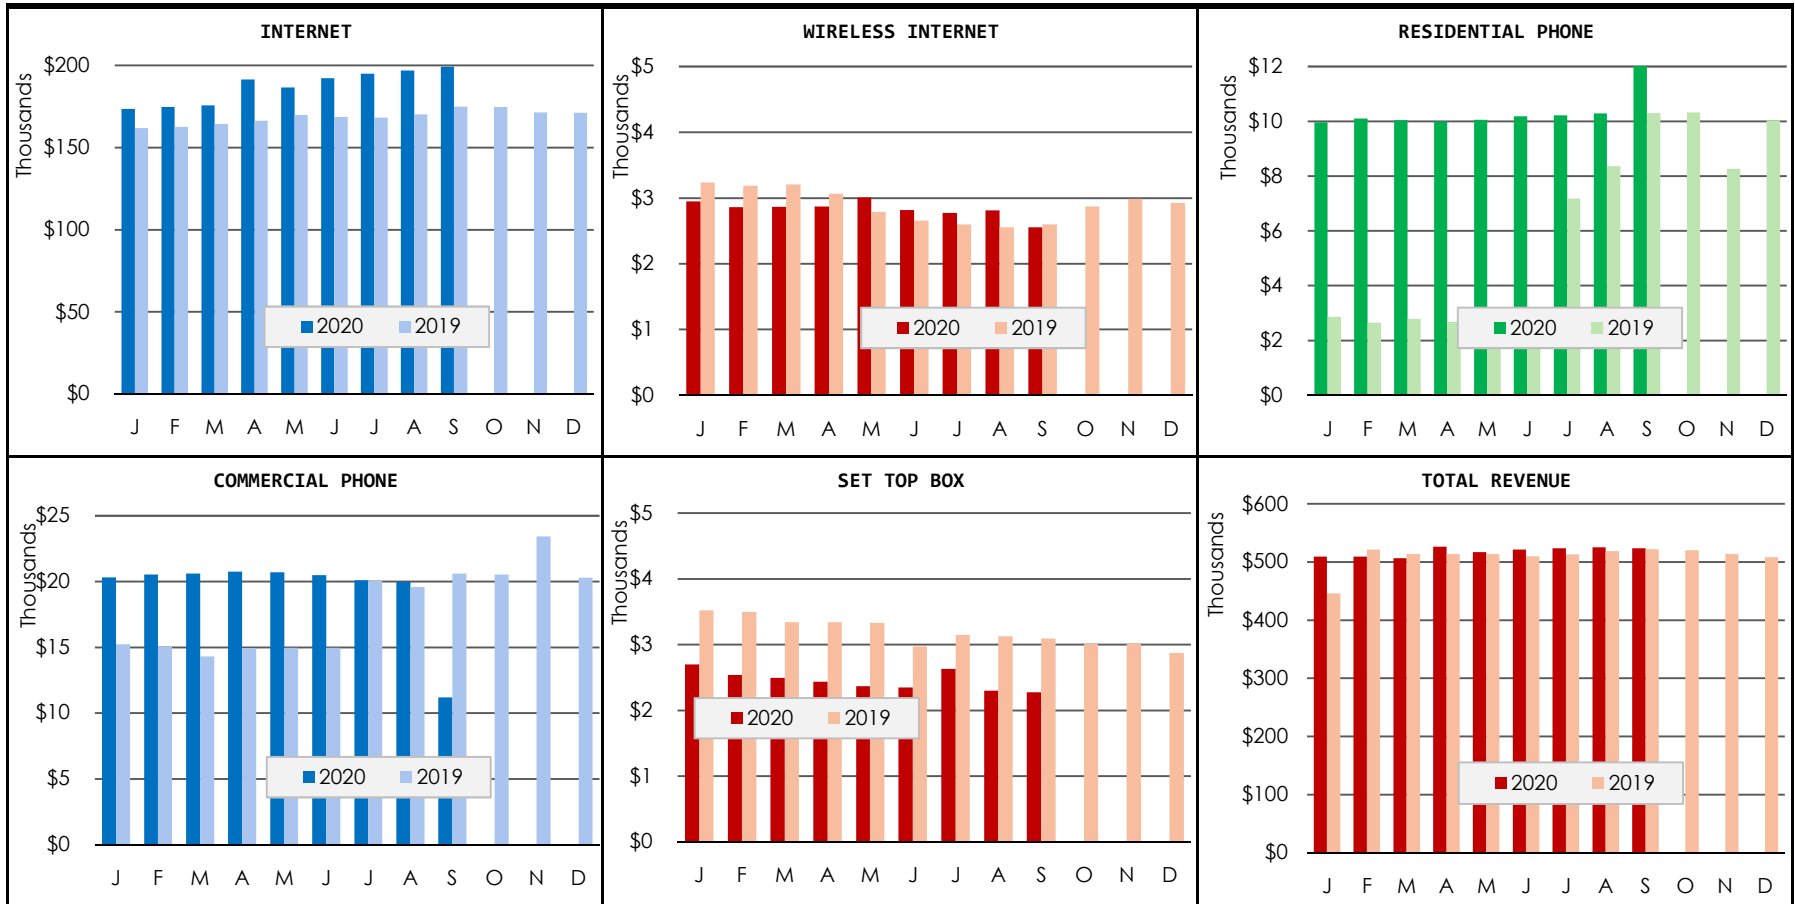 INTERNET
Thousands
$200
$150
$100
$50
$0
2020 2019
J F M A M J J A S O N D
WIRELESS INTERNET
Thousands
$5
$4
$3
$2
$1
$0
2020 2019
J F M A M J J A S O N D
RESIDENTIAL PHONE
Thousands
$12
$10
$8
$6
$4
$2
$0
2020 2019
J F M A M J J A S O N D
COMMERCIAL PHONE
Thousands
$25
$20
$15
$10
$5
$0
2020 2019
J F M A M J J A S O N D
SET TOP BOX
Thousands
$5
$4
$3
$2
$1
$0
2020 2019
J F M A M J J A S O N D
TOTAL REVENUE
Thousands
$600
$500
$400
$300
$200
$100
$0
2020 2019
J F M A M J J A S O N D